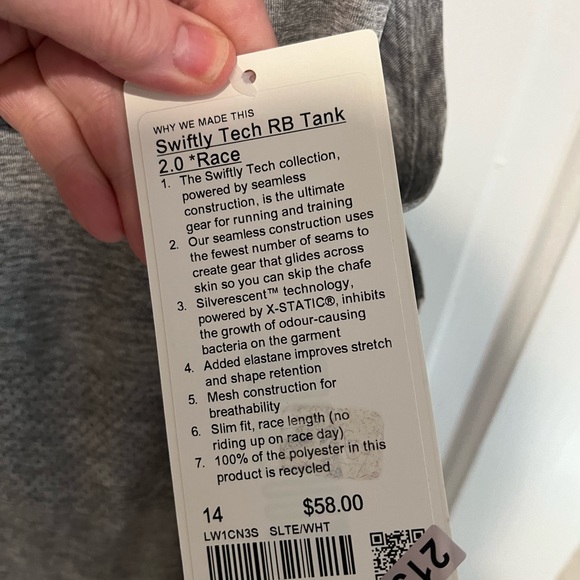 WHY WE MADE THIS
Swiftly Tech RB Tank
2.0 *Race
1. The Swiftly Tech collection,
powered by seamless
construction, is the ultimate
gear for running and training
2. Our seamless construction uses
the fewest number of seams to
create gear that glides across
skin so you can skip the chafe
3. Silverescent™ technology,
powered by X-STATIC®, inhibits
the growth of odour-causing
bacteria on the garment
4. Added elastane improves stretch
and shape retention
5. Mesh construction for
breathability
6. Slim fit, race length (no
riding up on race day)
7. 100% of the polyester in this
product is recycled
14 $58.00
LW1CN3S SLTE/WHT